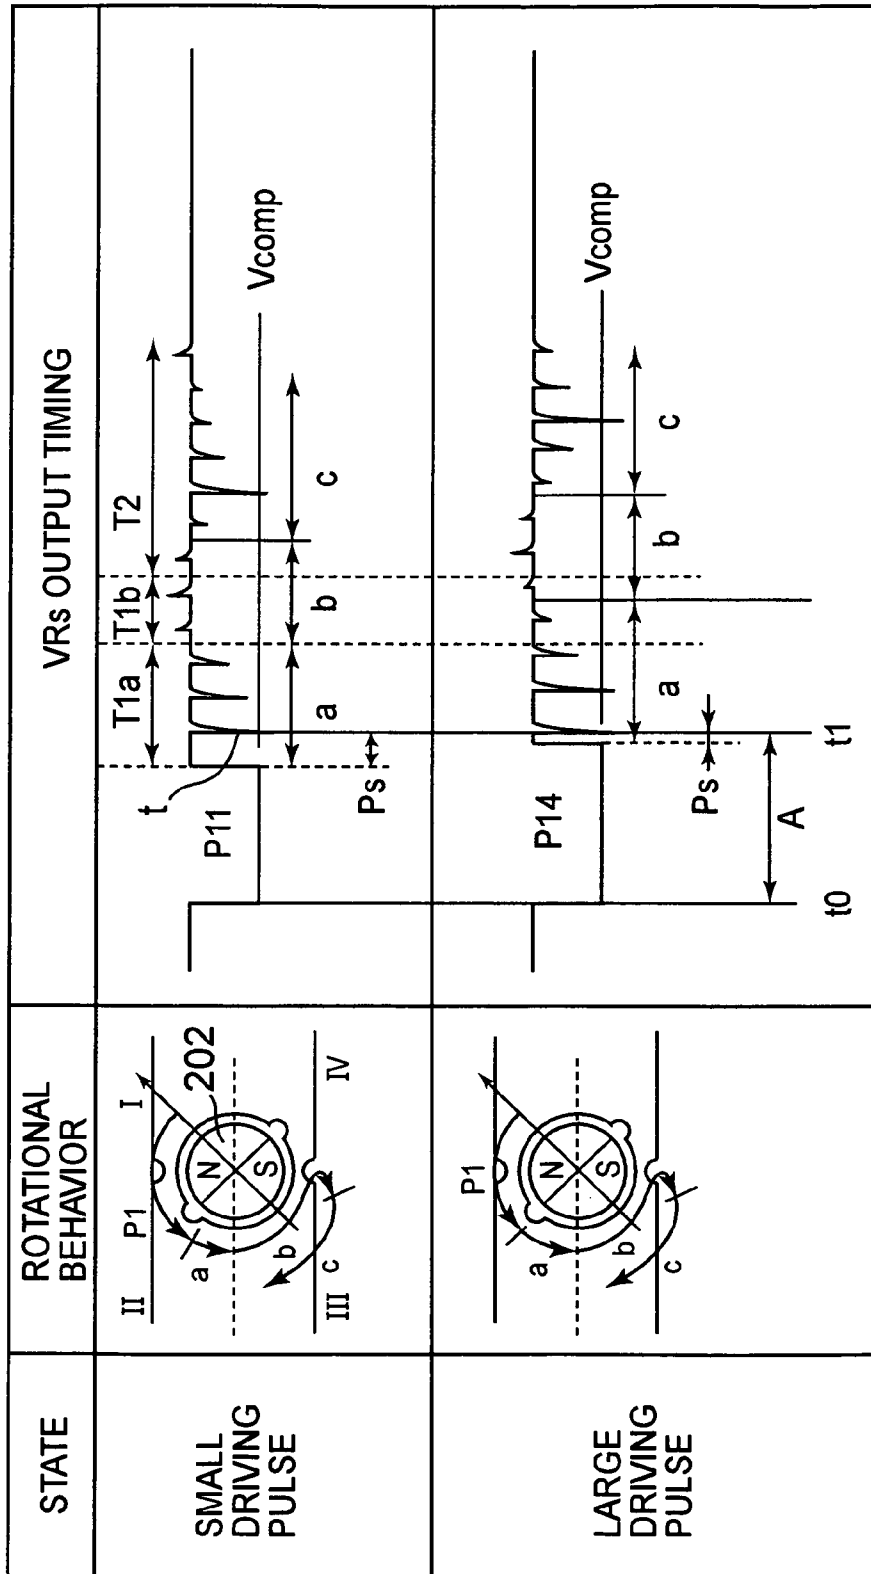 STATE
ROTATIONAL
BEHAVIOR
VRs OUTPUT TIMING
SMALL
DRIVING
PULSE
II
I
P1
a
N
202
S
b
c
III
IV
T1a
T1b
T2
t
P11
Vcomp
a
b
c
Ps
LARGE
DRIVING
PULSE
P1
a
N
S
b
c
P14
Vcomp
a
b
c
Ps
A
t0
t1